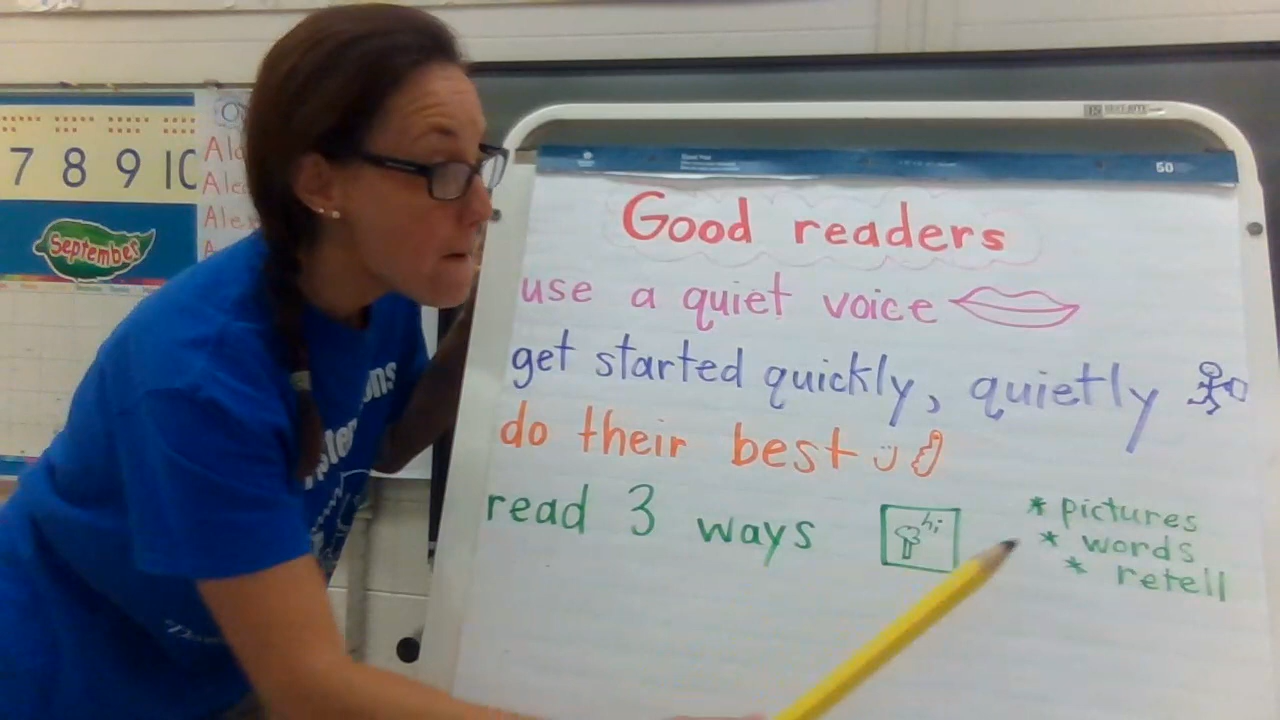 7 8 9 10
September
50
Good readers
use a quiet voice
get started quickly, quietly
do their best
read 3 ways
hi
* pictures
* words
* retell